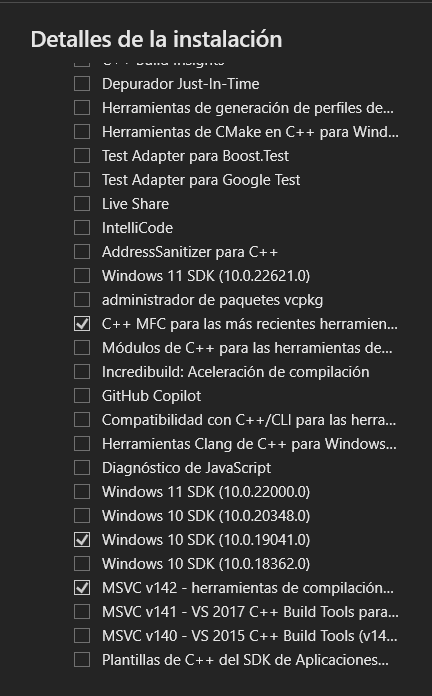 Detalles de la instalación
C++ Build Insights
Depurador Just-In-Time
Herramientas de generación de perfiles de...
Herramientas de CMake en C++ para Wind...
Test Adapter para Boost.Test
Test Adapter para Google Test
Live Share
IntelliCode
AddressSanitizer para C++
Windows 11 SDK (10.0.22621.0)
administrador de paquetes vcpkg
C++ MFC para las más recientes herramien...
Módulos de C++ para las herramientas de...
Incredibuild: Aceleración de compilación
GitHub Copilot
Compatibilidad con C++/CLI para las herra...
Herramientas Clang de C++ para Windows...
Diagnóstico de JavaScript
Windows 11 SDK (10.0.22000.0)
Windows 10 SDK (10.0.20348.0)
Windows 10 SDK (10.0.19041.0)
Windows 10 SDK (10.0.18362.0)
MSVC v142 - herramientas de compilación...
MSVC v141 - VS 2017 C++ Build Tools para...
MSVC v140 - VS 2015 C++ Build Tools (v14...
Plantillas de C++ del SDK de Aplicaciones...